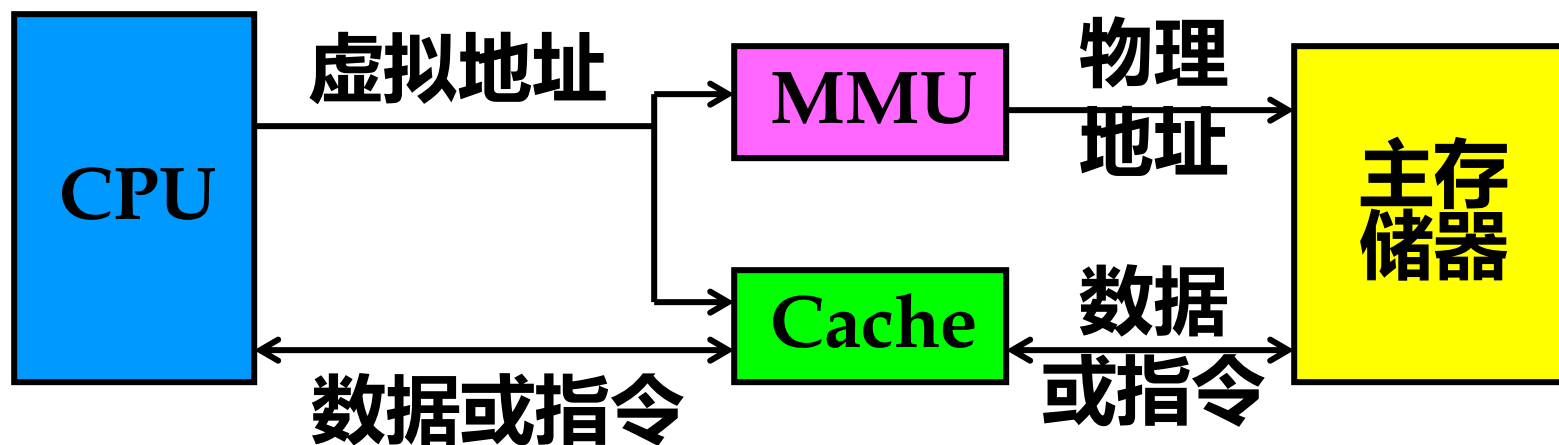 CPU
虚拟地址
MMU
物理
地址
主存
储器
Cache
数据或指令
数据
或指令